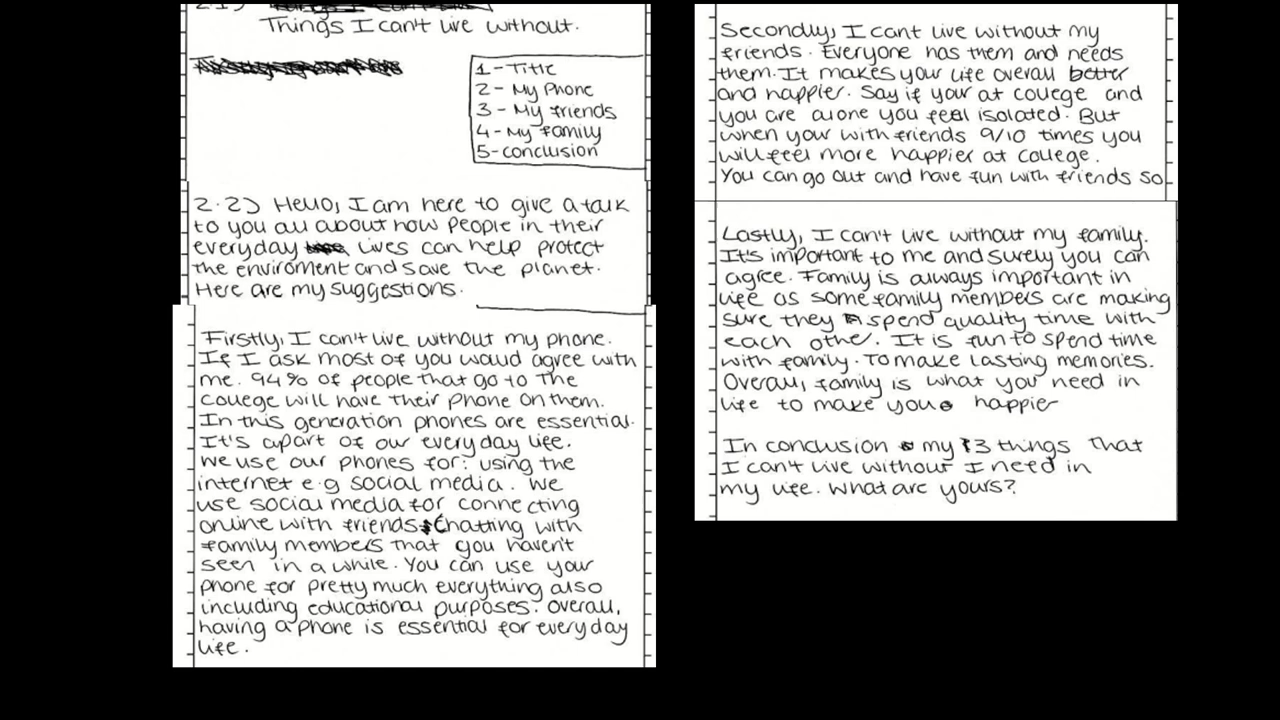 2.1)
Things I can't live without.
1 - Title
2 - My Phone
3 - My friends
4 - My family
5 - conclusion
2.2) Hello, I am here to give a talk
to you all about how People in their
everyday lives can help protect
the enviroment and save the planet.
Here are my suggestions.
Firstly, I can't live without my phone.
If I ask most of you would agree with
me. 94% of people that go to the
college will have their Phone on them.
In this generation phones are essential.
It's apart of our every day life.
We use our phones for: using the
internet e.g social media. We
use social media for connecting
online with friends. Chatting with
family members that you haven't
seen in a while. You can use your
phone for pretty much everything also
including educational purposes. Overall,
having a phone is essential for every day
life.
Secondly, I cant live without my
friends. Everyone has them and needs
them. It makes your life overall better
and happier. Say if your at college and
you are alone you feel isolated. But
when your with friends 9/10 times you
will feel more happier at college.
You can go out and have fun with friends so
Lastly, I can't live without my family.
It's important to me and surely you can
agree. Family is always important in
life as some family members are making
sure they spend quality time with
each other. It is fun to spend time
with family. To make lasting memories.
Overall, family is what you need in
life to make you happier
In conclusion my 3 things that
I can't live without I need in
my life. What are yours?